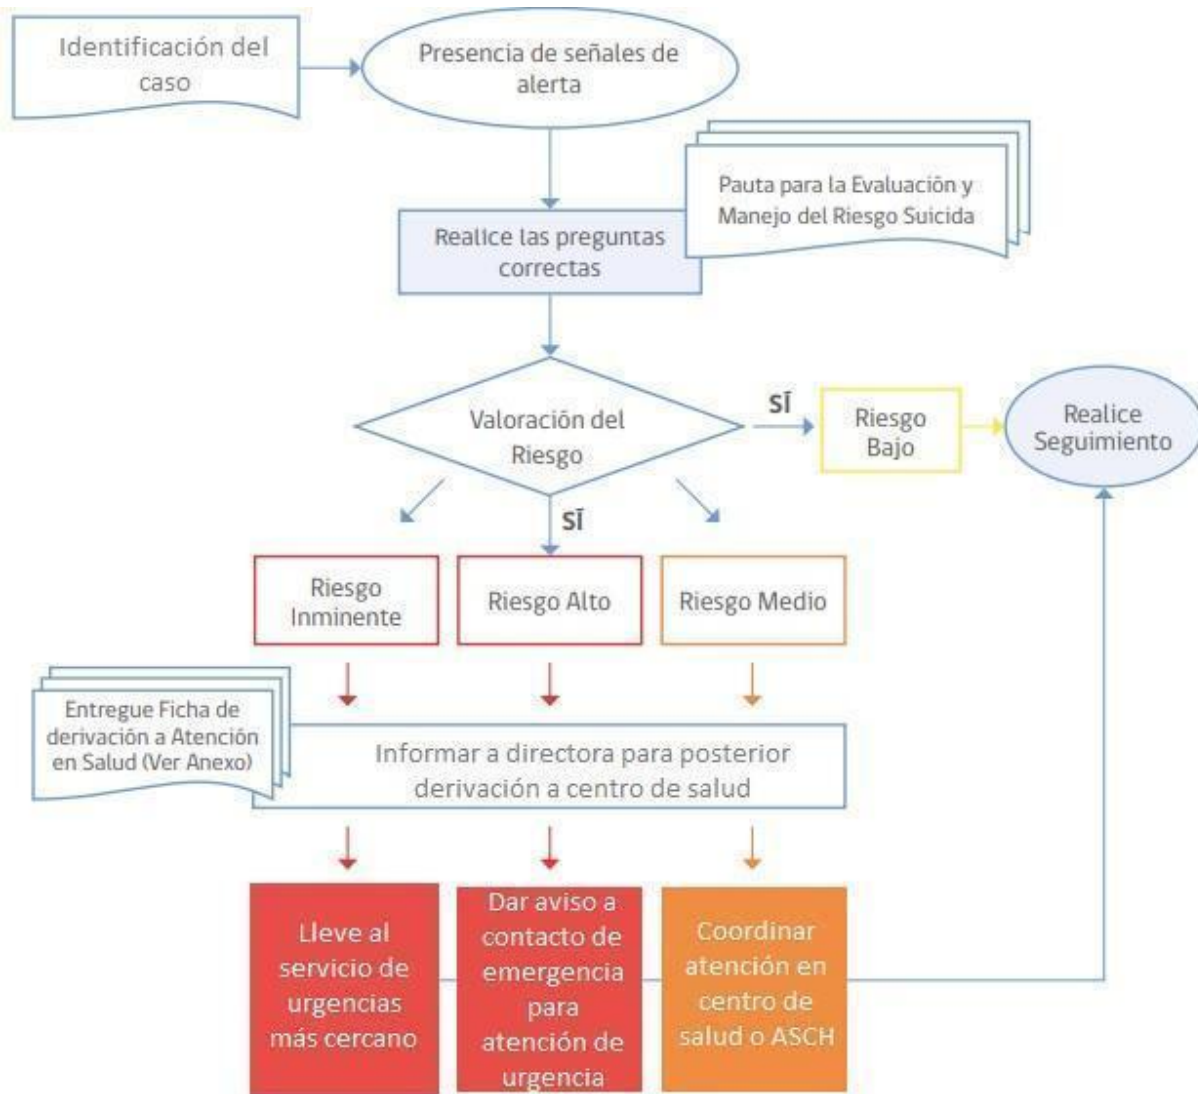 Identificación del
caso
Presencia de señales de
alerta
Pauta para la Evaluación y
Manejo del Riesgo Suicida
Realice las preguntas
correctas
Valoración del
Riesgo
SÍ
Riesgo
Bajo
Realice
Seguimiento
SÍ
Riesgo
Inminente
Riesgo Alto
Riesgo Medio
Entregue Ficha de
derivación a Atención
en Salud (Ver Anexo)
Informar a directora para posterior
derivación a centro de salud
Lleve al
servicio de
urgencias
más cercano
Dar aviso a
contacto de
emergencia
para
atención de
urgencia
Coordinar
atención en
centro de
salud o ASCH